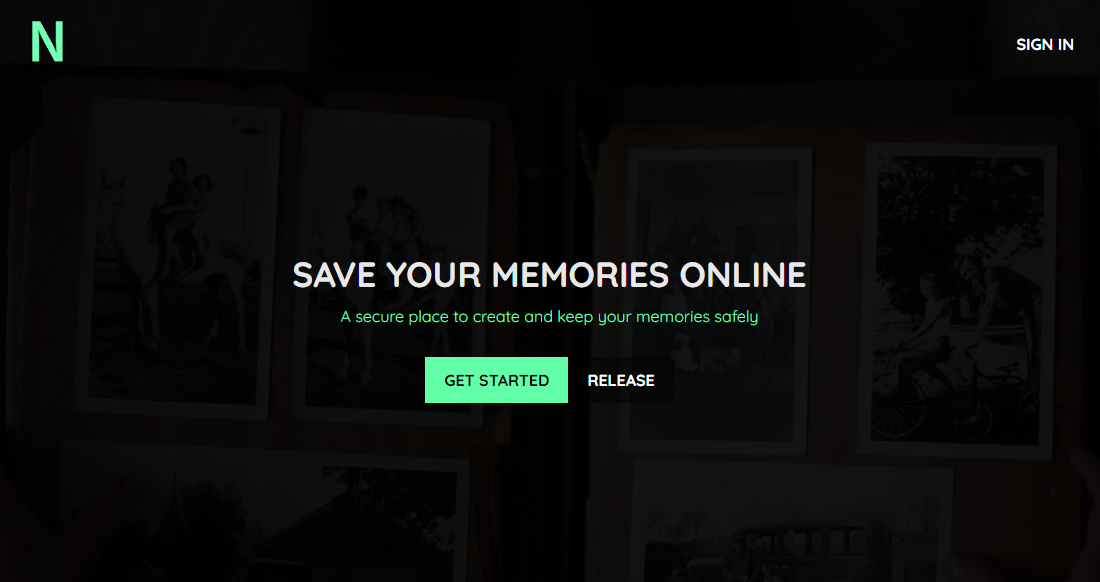 N
SIGN IN
SAVE YOUR MEMORIES ONLINE
A secure place to create and keep your memories safely
GET STARTED
RELEASE